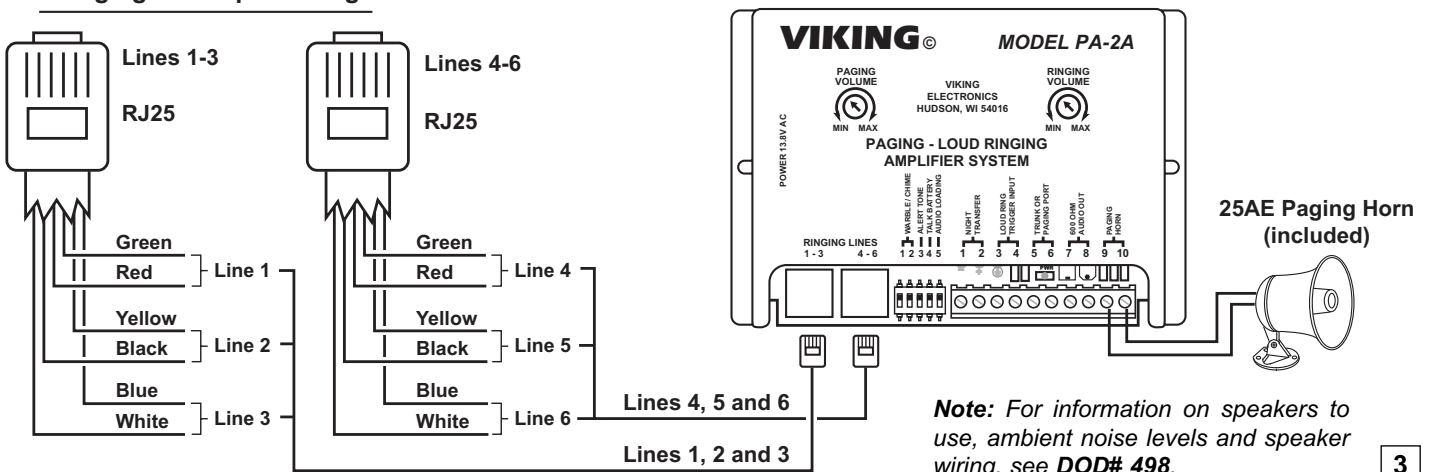 Lines 1-3
RJ25
Green
Red
Line 1
Yellow
Black
Line 2
Blue
White
Line 3
Lines 4-6
RJ25
Green
Red
Line 4
Yellow
Black
Line 5
Blue
White
Line 6
Lines 4, 5 and 6
Lines 1, 2 and 3
VIKING©
MODEL PA-2A
PAGING
VOLUME
MIN MAX
VIKING
ELECTRONICS
HUDSON, WI 54016
RINGING
VOLUME
MIN MAX
POWER 13.8V AC
PAGING - LOUD RINGING
AMPLIFIER SYSTEM
RINGING LINES
1 - 3 4 - 6
WARBLE / CHIME
ALERT TONE
TALK BATTERY
AUDIO LOADING
1 2 3 4 5
NIGHT
TRANSFER
LOUD RING
TRIGGER INPUT
TRUNK OR
PAGING PORT
600 OHM
AUDIO OUT
PAGING
HORN
1 2 3 4 5 6 7 8 9 10
PWR
25AE Paging Horn
(included)
Note: For information on speakers to
use, ambient noise levels and speaker
wiring, see DOD# 498.
3